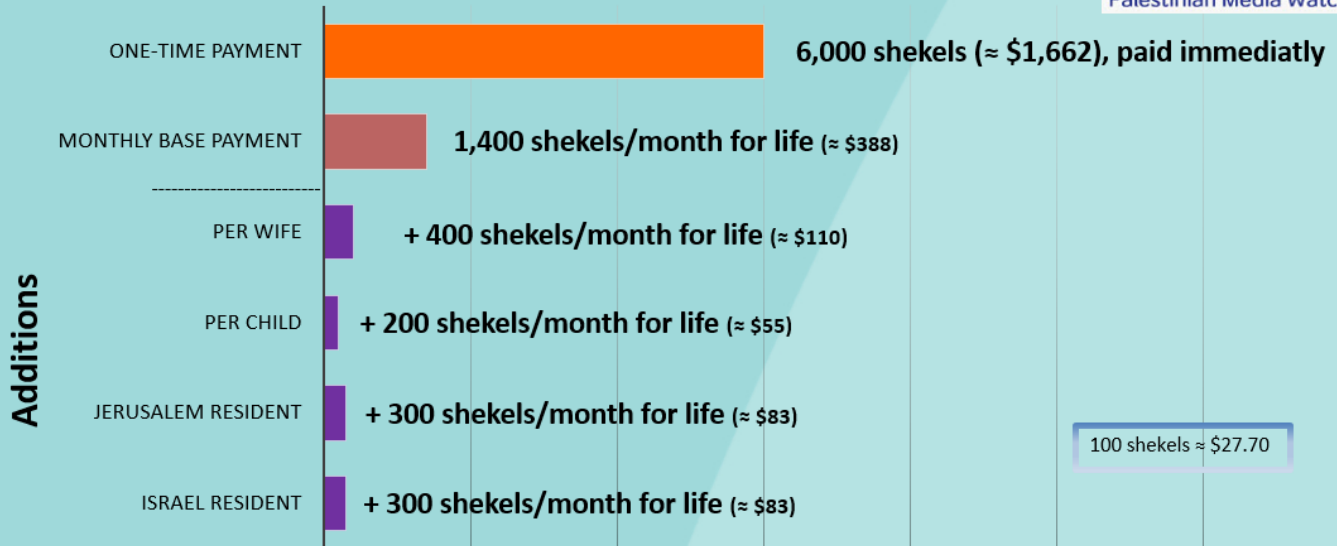 Palestinian Media Watch
ONE-TIME PAYMENT
6,000 shekels (≈ $1,662), paid immediatly
MONTHLY BASE PAYMENT
1,400 shekels/month for life (≈ $388)
--------------------------
PER WIFE
+ 400 shekels/month for life (≈ $110)
Additions
PER CHILD
+ 200 shekels/month for life (≈ $55)
JERUSALEM RESIDENT
+ 300 shekels/month for life (≈ $83)
100 shekels ≈ $27.70
ISRAEL RESIDENT
+ 300 shekels/month for life (≈ $83)